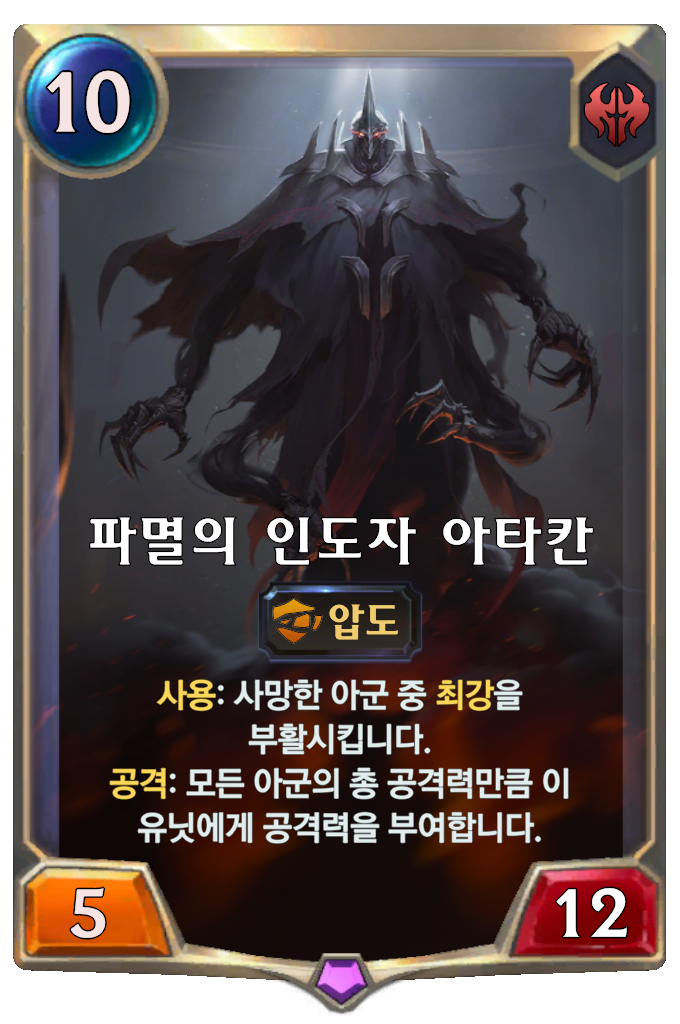 10
파멸의 인도자 아타칸
압도
사용: 사망한 아군 중 최강을
부활시킵니다.
공격: 모든 아군의 총 공격력만큼 이
유닛에게 공격력을 부여합니다.
5
12